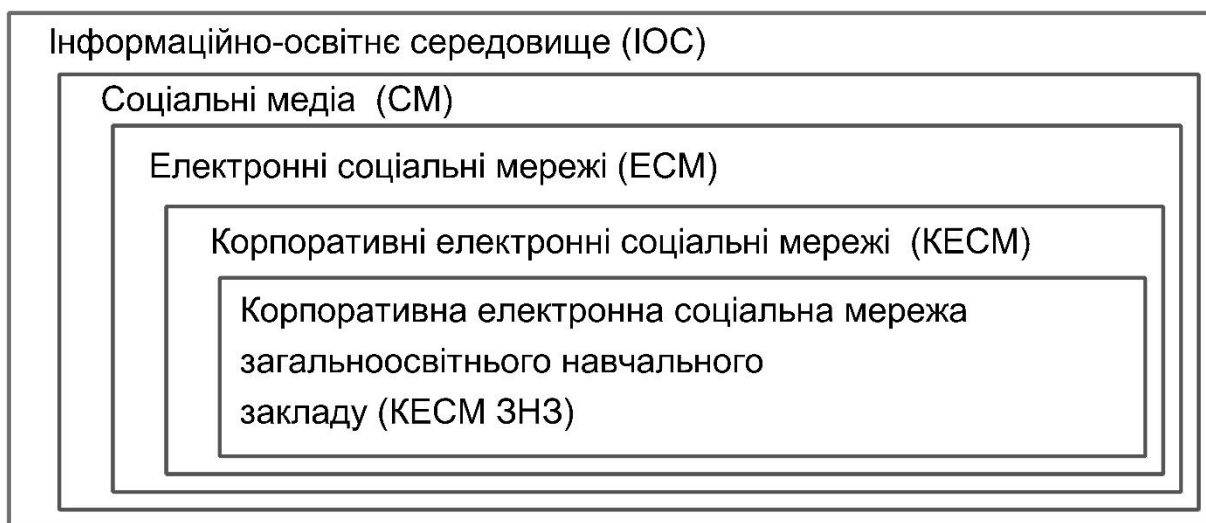 Інформаційно-освітнє середовище (ІОС)
Соціальні медіа (СМ)
Електронні соціальні мережі (ЕСМ)
Корпоративні електронні соціальні мережі (КЕСМ)
Корпоративна електронна соціальна мережа
загальноосвітнього навчального
закладу (КЕСМ ЗНЗ)